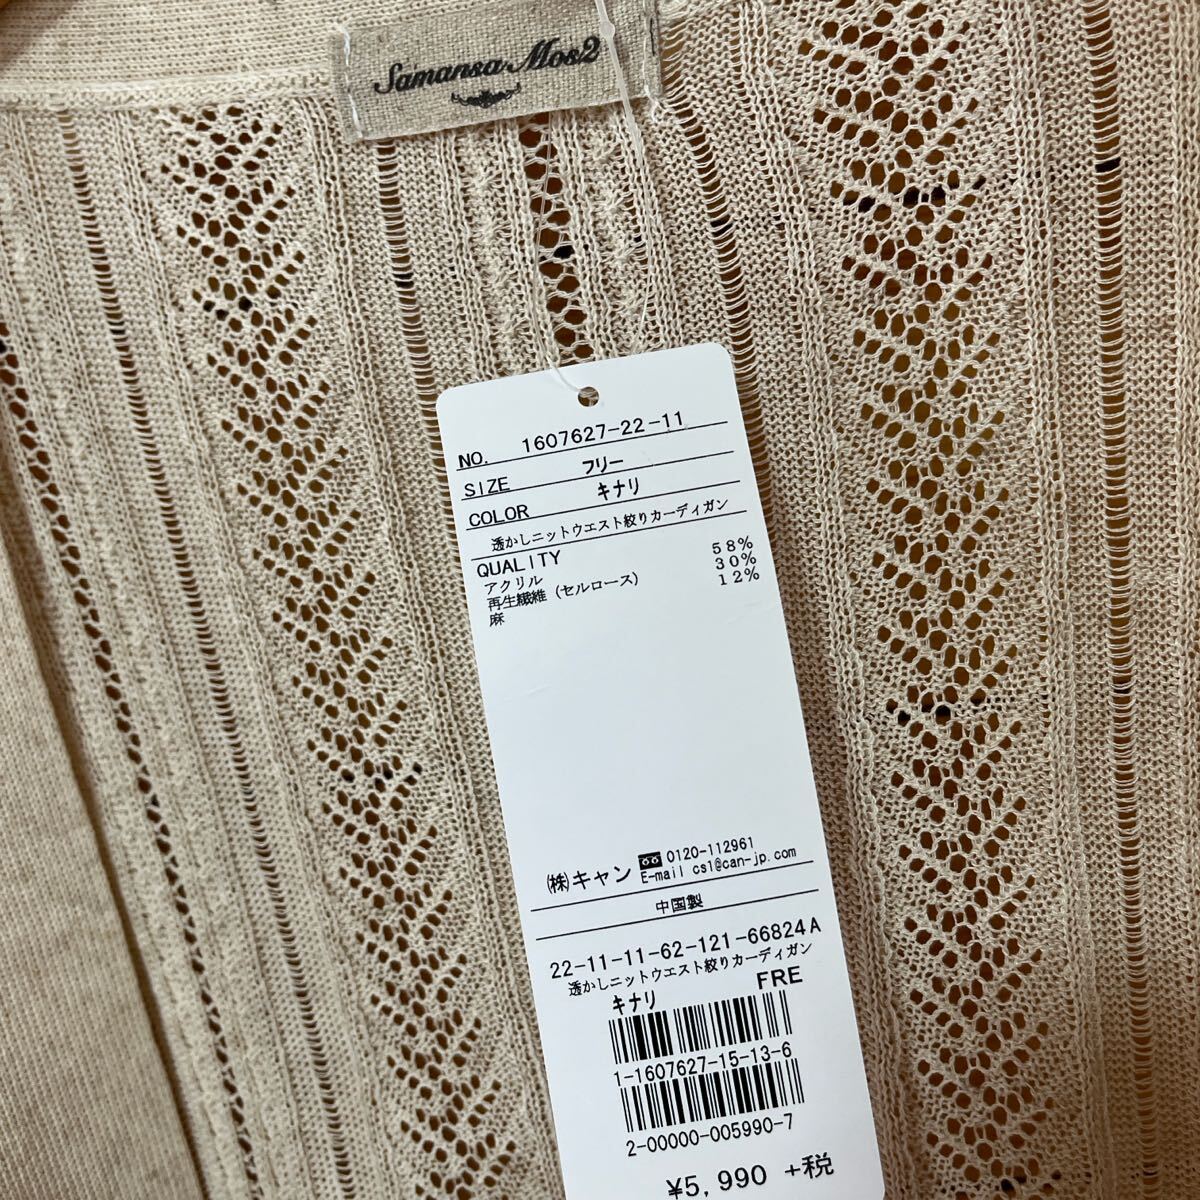 Samansa Mos2
NO. 1607627-22-11
SIZE フリー
COLOR キナリ
透かしニットウエスト絞りカーディガン
QUALITY
アクリル 58%
再生繊維(セルロース) 30%
麻 12%
㈱キャン 0120-112961
E-mail cs1@can-jp.com
中国製
22-11-11-62-121-66824A
透かしニットウエスト絞りカーディガン
キナリ FRE
1-1607627-15-13-6
2-00000-005990-7
¥5,990 +税